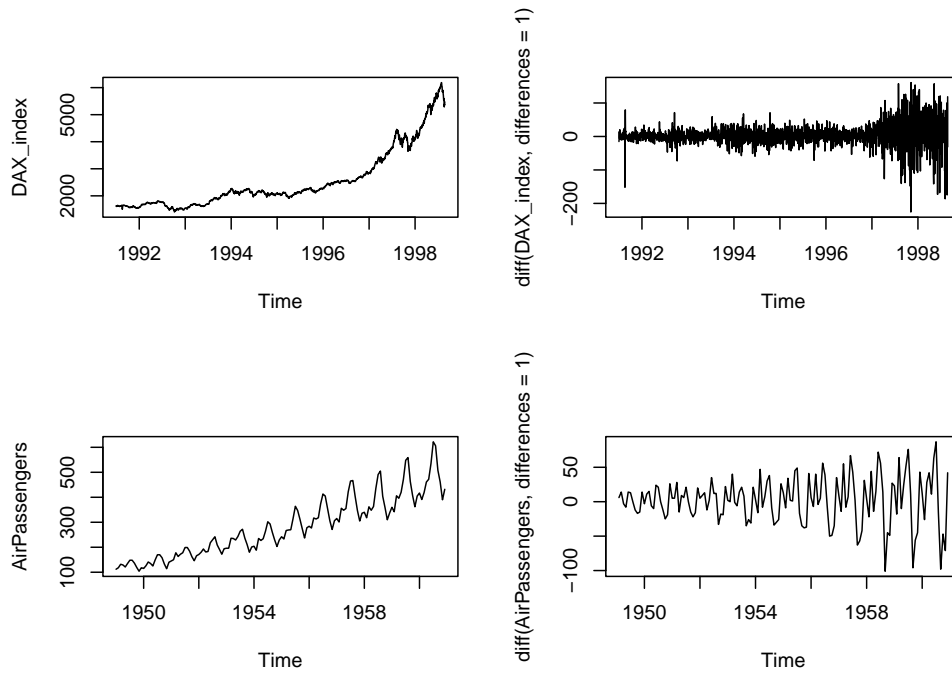 DAX_index
5000
2000
1992 1994 1996 1998
Time
diff(DAX_index, differences = 1)
0
−200
1992 1994 1996 1998
Time
AirPassengers
500
300
100
1950 1954 1958
Time
diff(AirPassengers, differences = 1)
50
0
−100
1950 1954 1958
Time